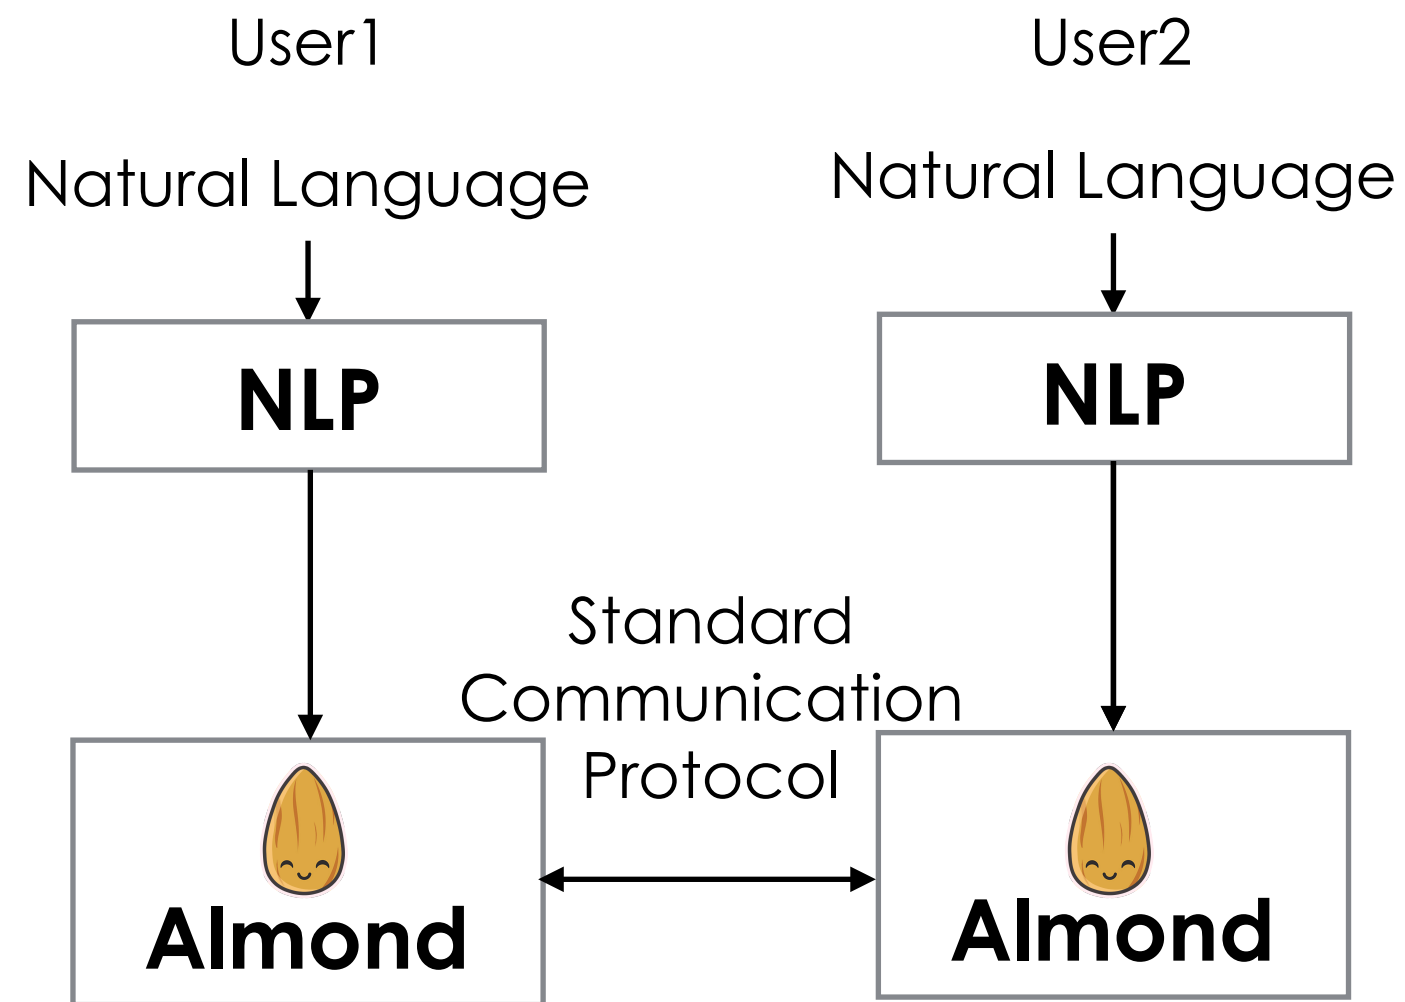 User1
User2
Natural Language
Natural Language
NLP
NLP
Standard
Communication
Protocol
Almond
Almond